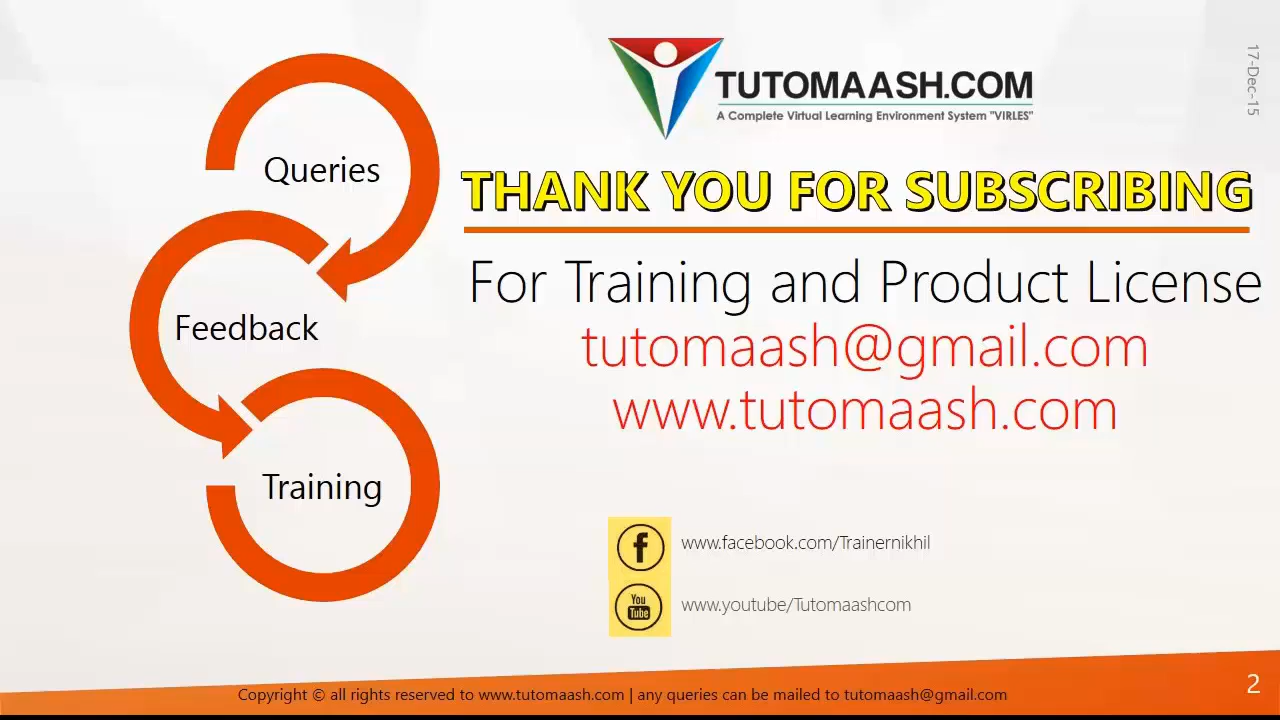 TUTOMAASH.COM
A Complete Virtual Learning Environment System "VIRLES"
17-Dec-15
Queries
Feedback
Training
THANK YOU FOR SUBSCRIBING
For Training and Product License
tutomaash@gmail.com
www.tutomaash.com
f
www.facebook.com/Trainernikhil
You
Tube
www.youtube/Tutomaashcom
Copyright © all rights reserved to www.tutomaash.com | any queries can be mailed to tutomaash@gmail.com
2